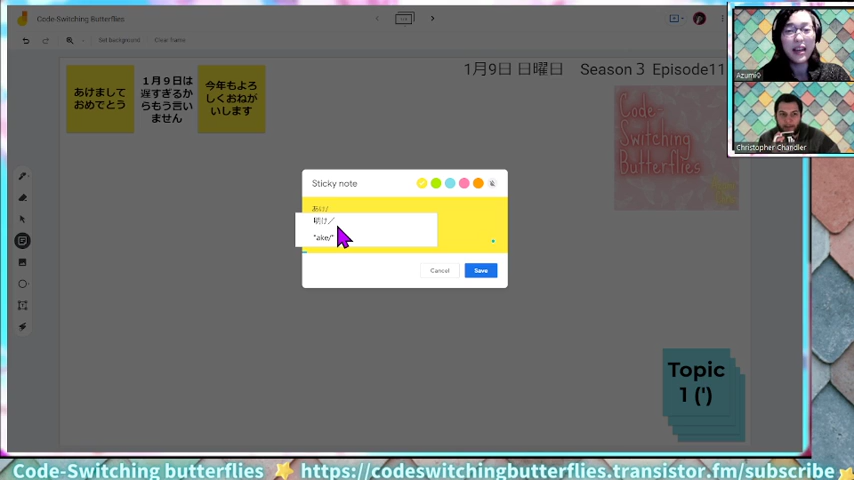 Code-Switching Butterflies
Set background
Clear frame
あけまして
おめでとう
1月9日は
遅すぎるか
らもう言い
ません
今年もよろ
しくおねが
いします
1月9日 日曜日 Season 3 Episode11
Code-
Switching
Butterflies
Azumi
Christopher Chandler
Sticky note
あけ/
明け／
"ake/"
Cancel
Save
Topic
1 (')
Code-Switching butterflies ⭐ https://codeswitchingbutterflies.transistor.fm/subscribe